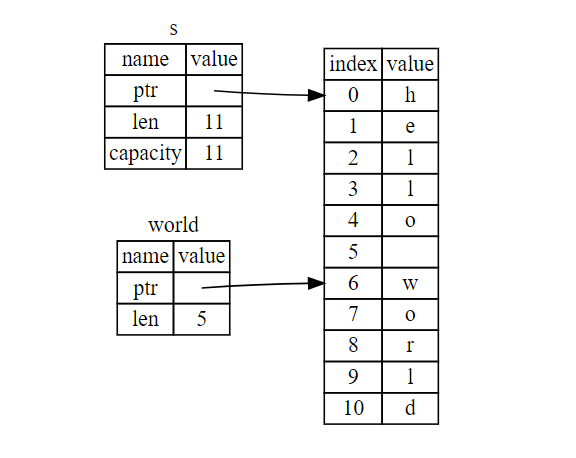 s
name value
ptr
len 11
capacity 11
world
name value
ptr
len 5
index value
0 h
1 e
2 l
3 l
4 o
5
6 w
7 o
8 r
9 l
10 d